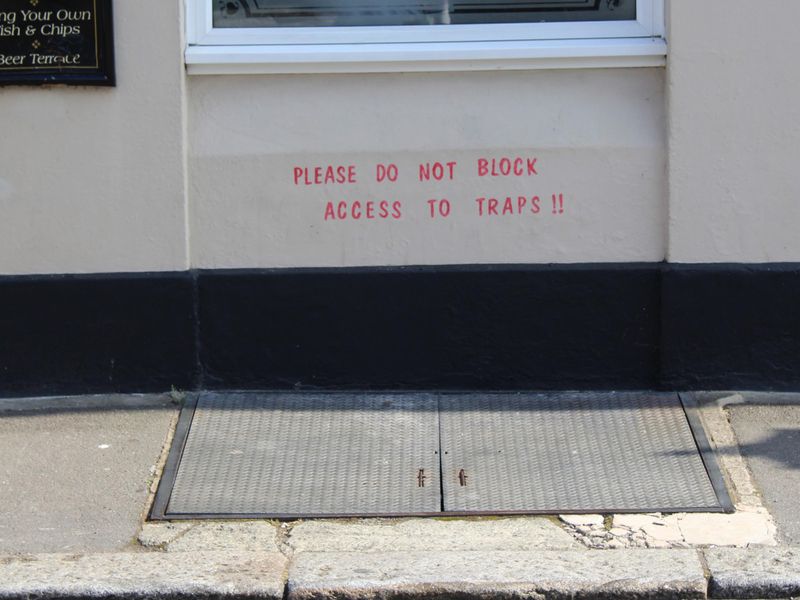 ng Your Own
ish & Chips
Beer Terrace
PLEASE DO NOT BLOCK
ACCESS TO TRAPS !!